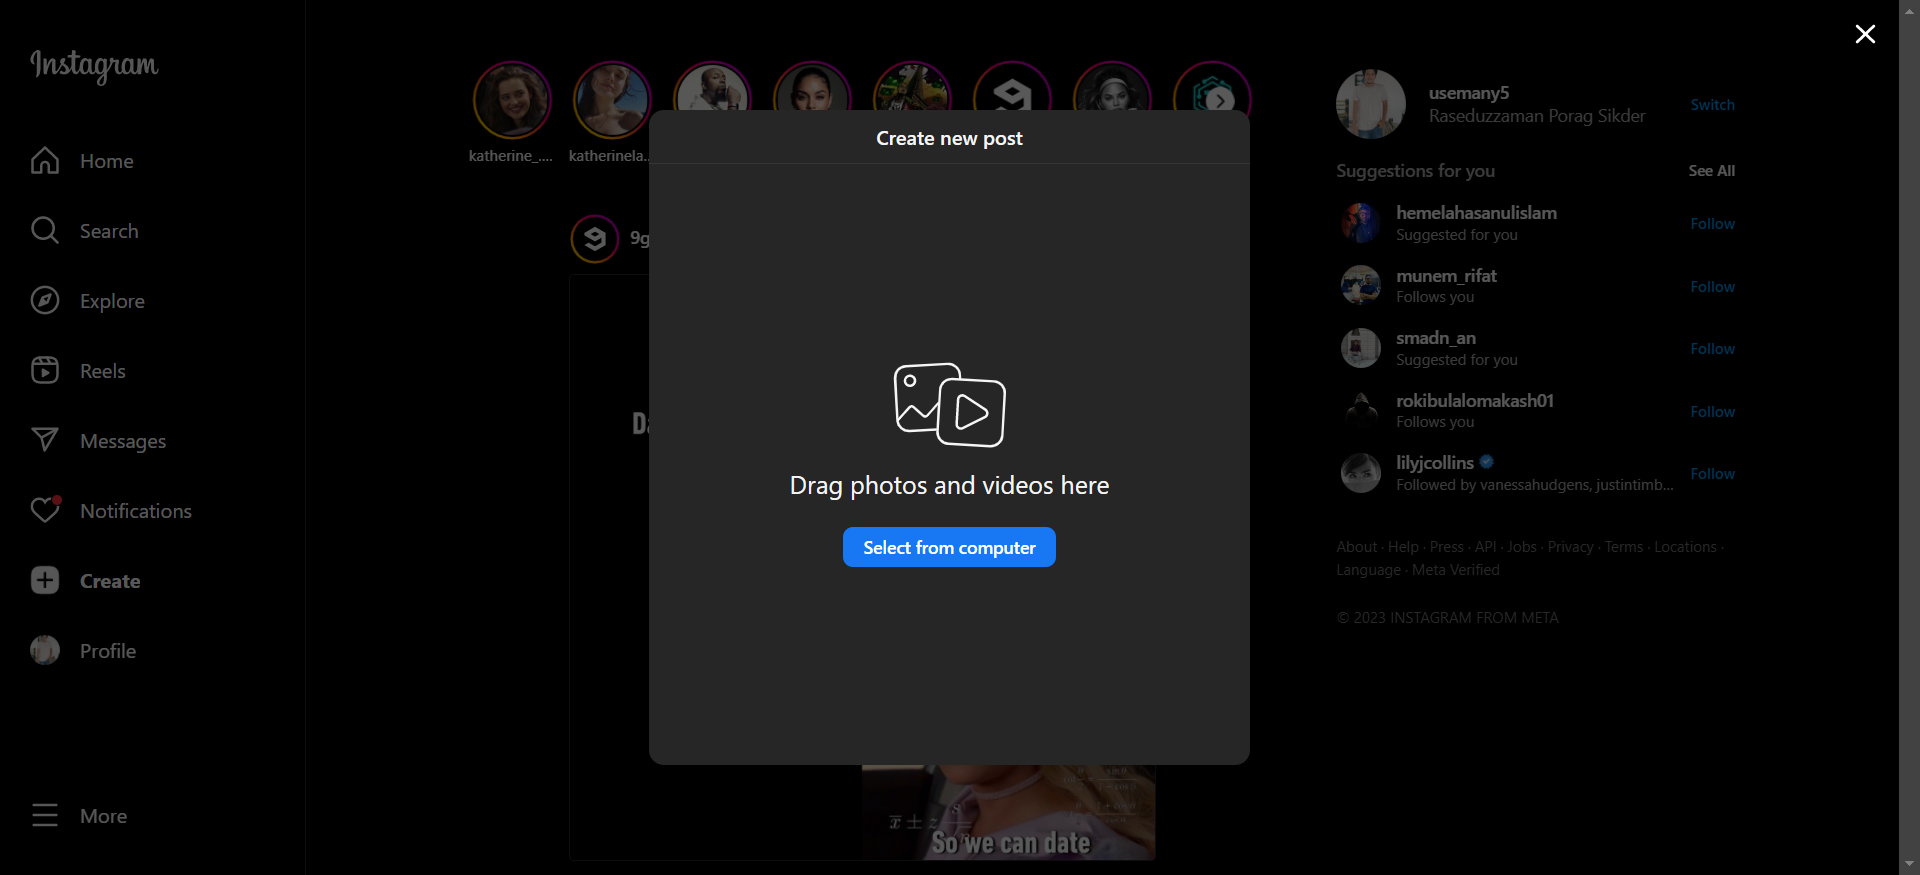 Instagram
Home
Search
Explore
Reels
Messages
Notifications
Create
Profile
More
katherine_....
katherinela...
9g
Da
Create new post
Drag photos and videos here
Select from computer
So we can date
usemany5
Raseduzzaman Porag Sikder
Switch
Suggestions for you
See All
hemelahasanulislam
Suggested for you
Follow
munem_rifat
Follows you
Follow
smadn_an
Suggested for you
Follow
rokibulalomakash01
Follows you
Follow
lilyjcollins
Followed by vanessahudgens, justintimb...
Follow
About · Help · Press · API · Jobs · Privacy · Terms · Locations ·
Language · Meta Verified
© 2023 INSTAGRAM FROM META